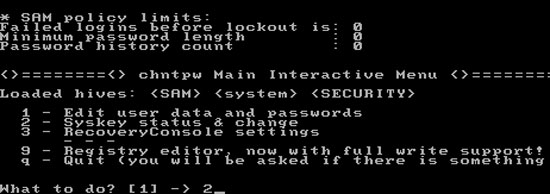 * SAM policy limits:
Failed logins before lockout is: 0
Minimum password length        : 0
Password history count         : 0
<>========<> chntpw Main Interactive Menu <>========
Loaded hives: <SAM> <system> <SECURITY>
1 - Edit user data and passwords
2 - Syskey status & change
3 - RecoveryConsole settings
- - -
9 - Registry editor, now with full write support!
q - Quit (you will be asked if there is something
What to do? [1] -> 2_